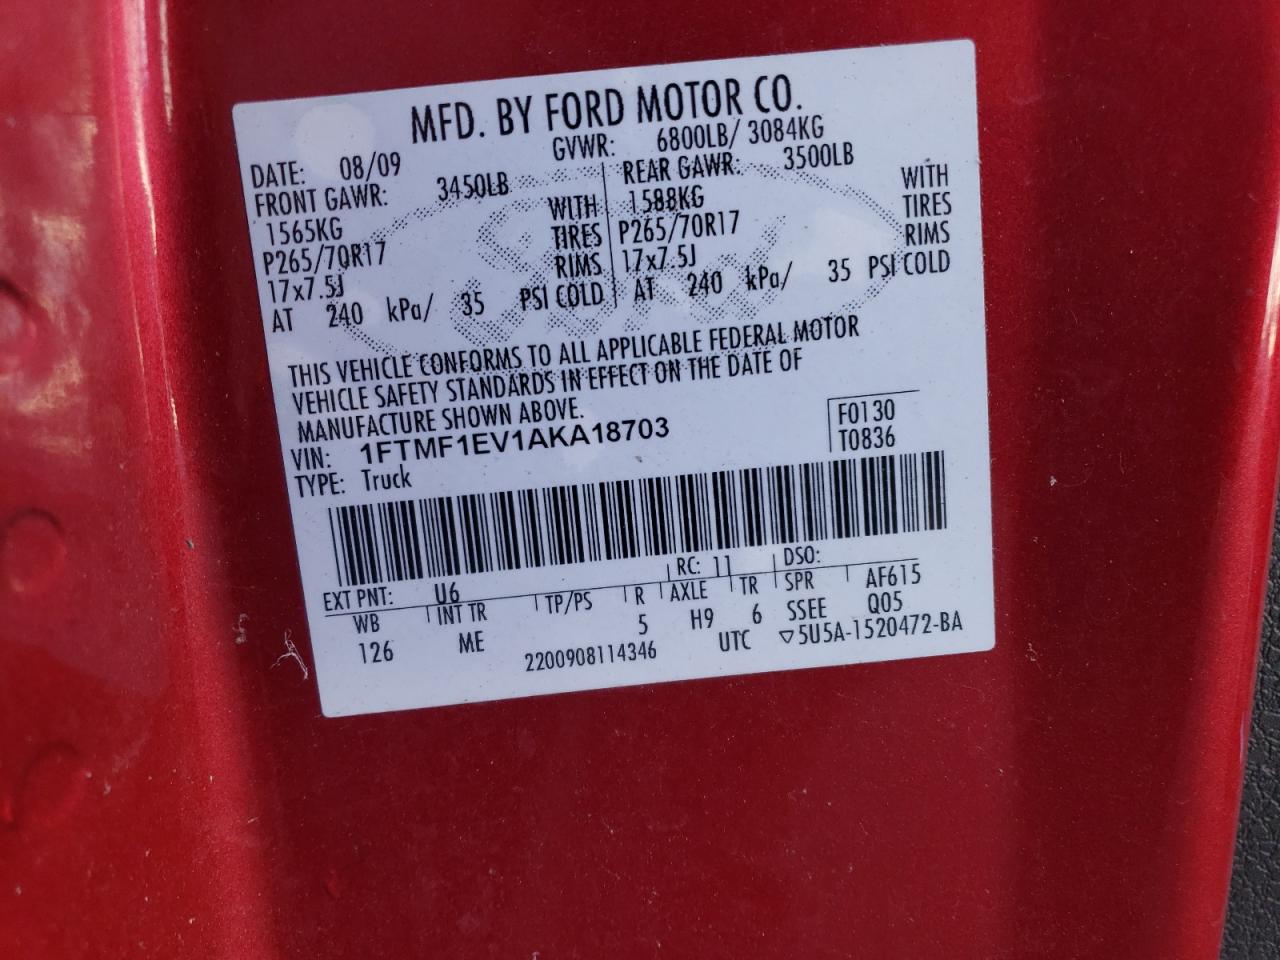 MFD. BY FORD MOTOR CO.
DATE: 08/09 GVWR: 6800LB/ 3084KG
FRONT GAWR: 3450LB REAR GAWR: 3500LB
1565KG WITH 1588KG WITH
P265/70R17 TIRES P265/70R17 TIRES
17x7.5J RIMS 17x7.5J RIMS
AT 240 kPa/ 35 PSI COLD AT 240 kPa/ 35 PSI COLD
THIS VEHICLE CONFORMS TO ALL APPLICABLE FEDERAL MOTOR
VEHICLE SAFETY STANDARDS IN EFFECT ON THE DATE OF
MANUFACTURE SHOWN ABOVE.
VIN: 1FTMF1EV1AKA18703 F0130
TYPE: Truck T0836
EXT PNT: U6 RC: 11 DSO:
WB INT TR TP/PS R AXLE TR SPR AF615
126 ME 5 H9 6 SSEE Q05
2200908114346 UTC ▽5U5A-1520472-BA